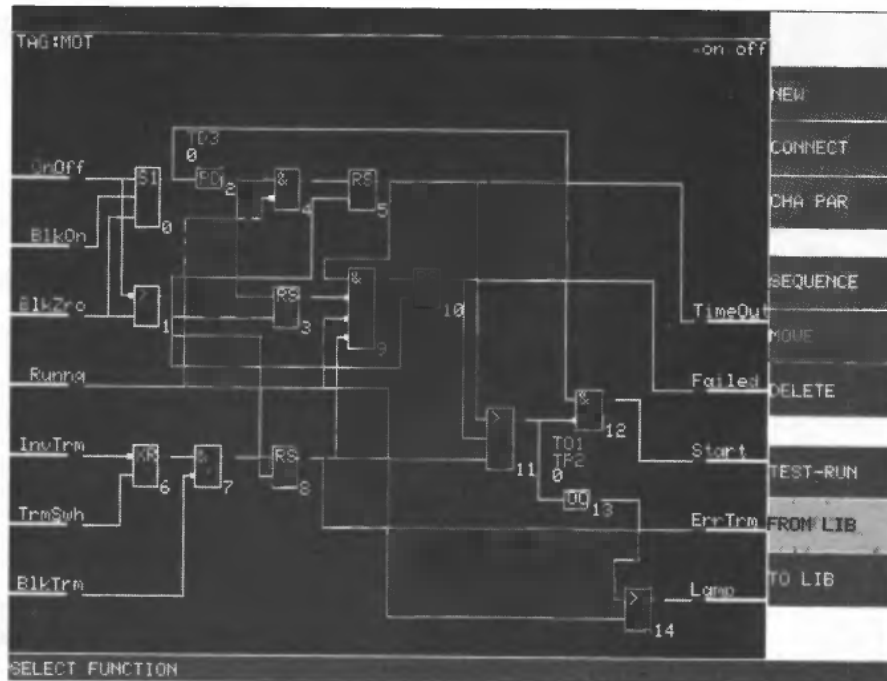 TAG:MOT
-on off
NEW
CONNECT
CHA PAR
SEQUENCE
MOVE
DELETE
TEST-RUN
FROM LIB
TO LIB
OnOff
BlkOn
BlkZro
Runng
InvTrm
TrmSwh
BlkTrm
TD3
0
PD
2
S1
0
>
1
&
4
RS
5
RS
3
&
9
10
XR
6
&
7
RS
8
>
11
&
12
TO1
TP2
0
OO
13
>
14
TimeOut
Failed
Start
ErrTrm
Lamp
SELECT FUNCTION